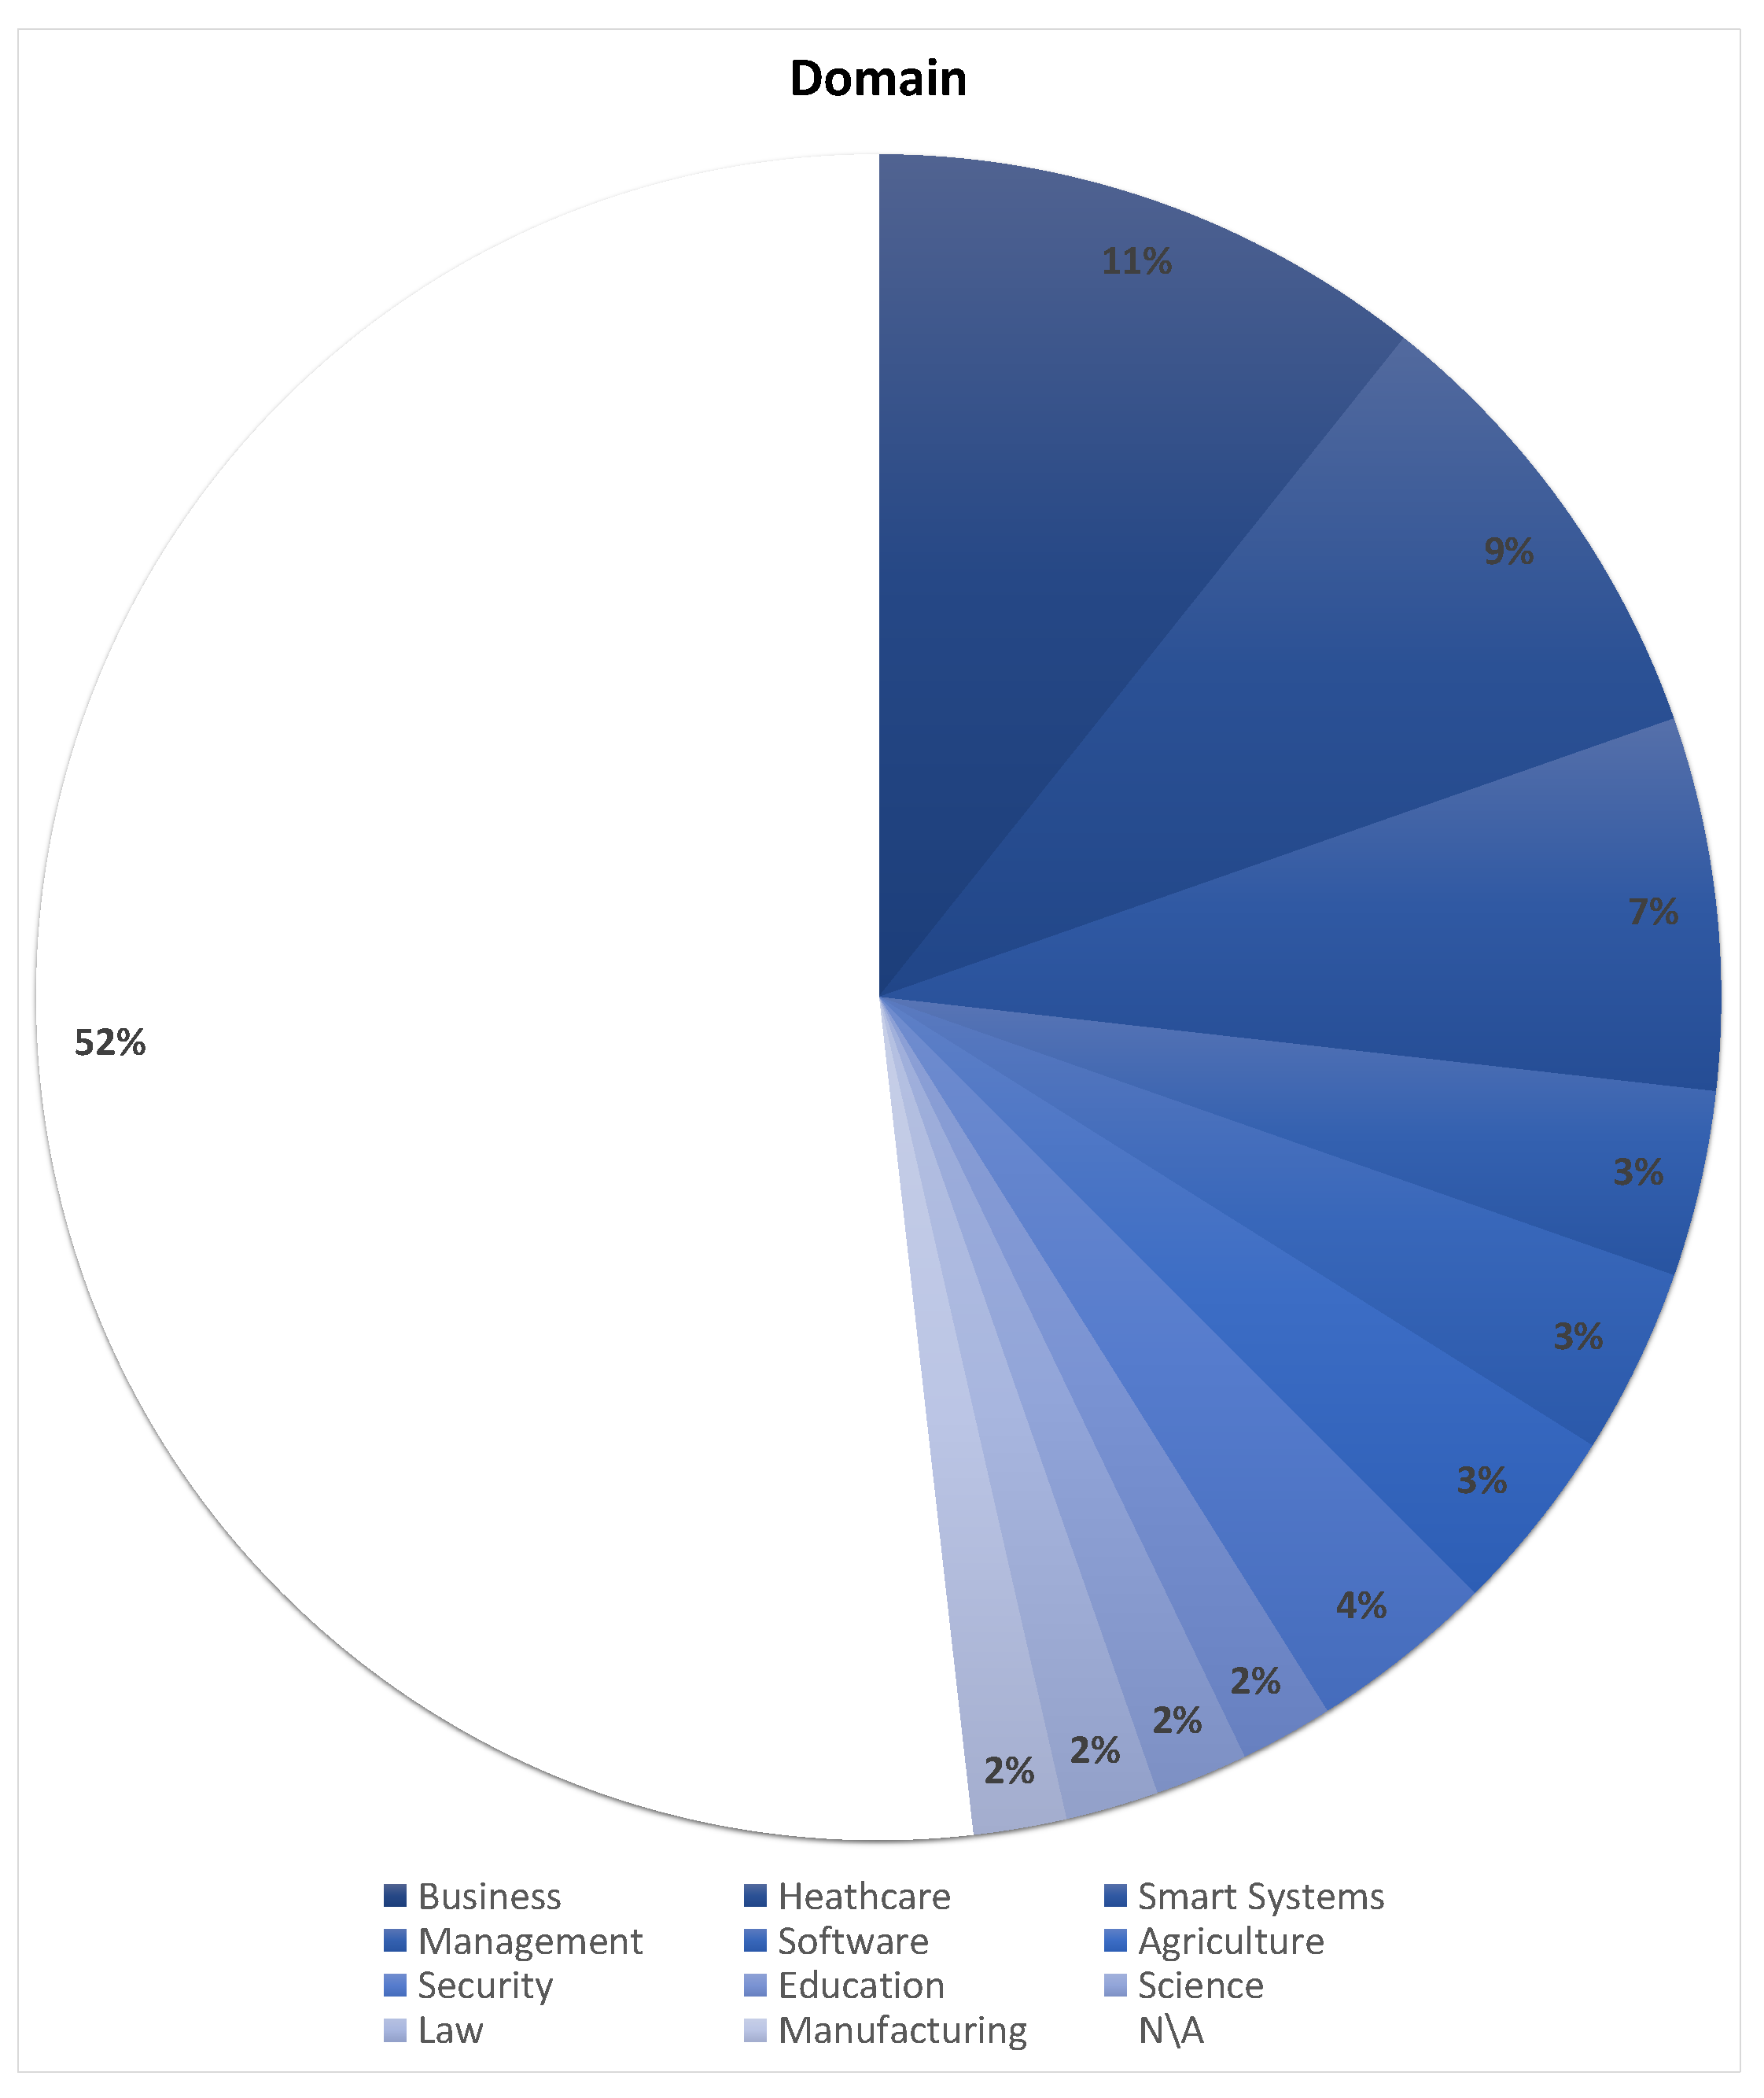 Domain
11%
9%
7%
3%
3%
3%
4%
2%
2%
2%
2%
52%
Business Heathcare Smart Systems
Management Software Agriculture
Security Education Science
Law Manufacturing N\A